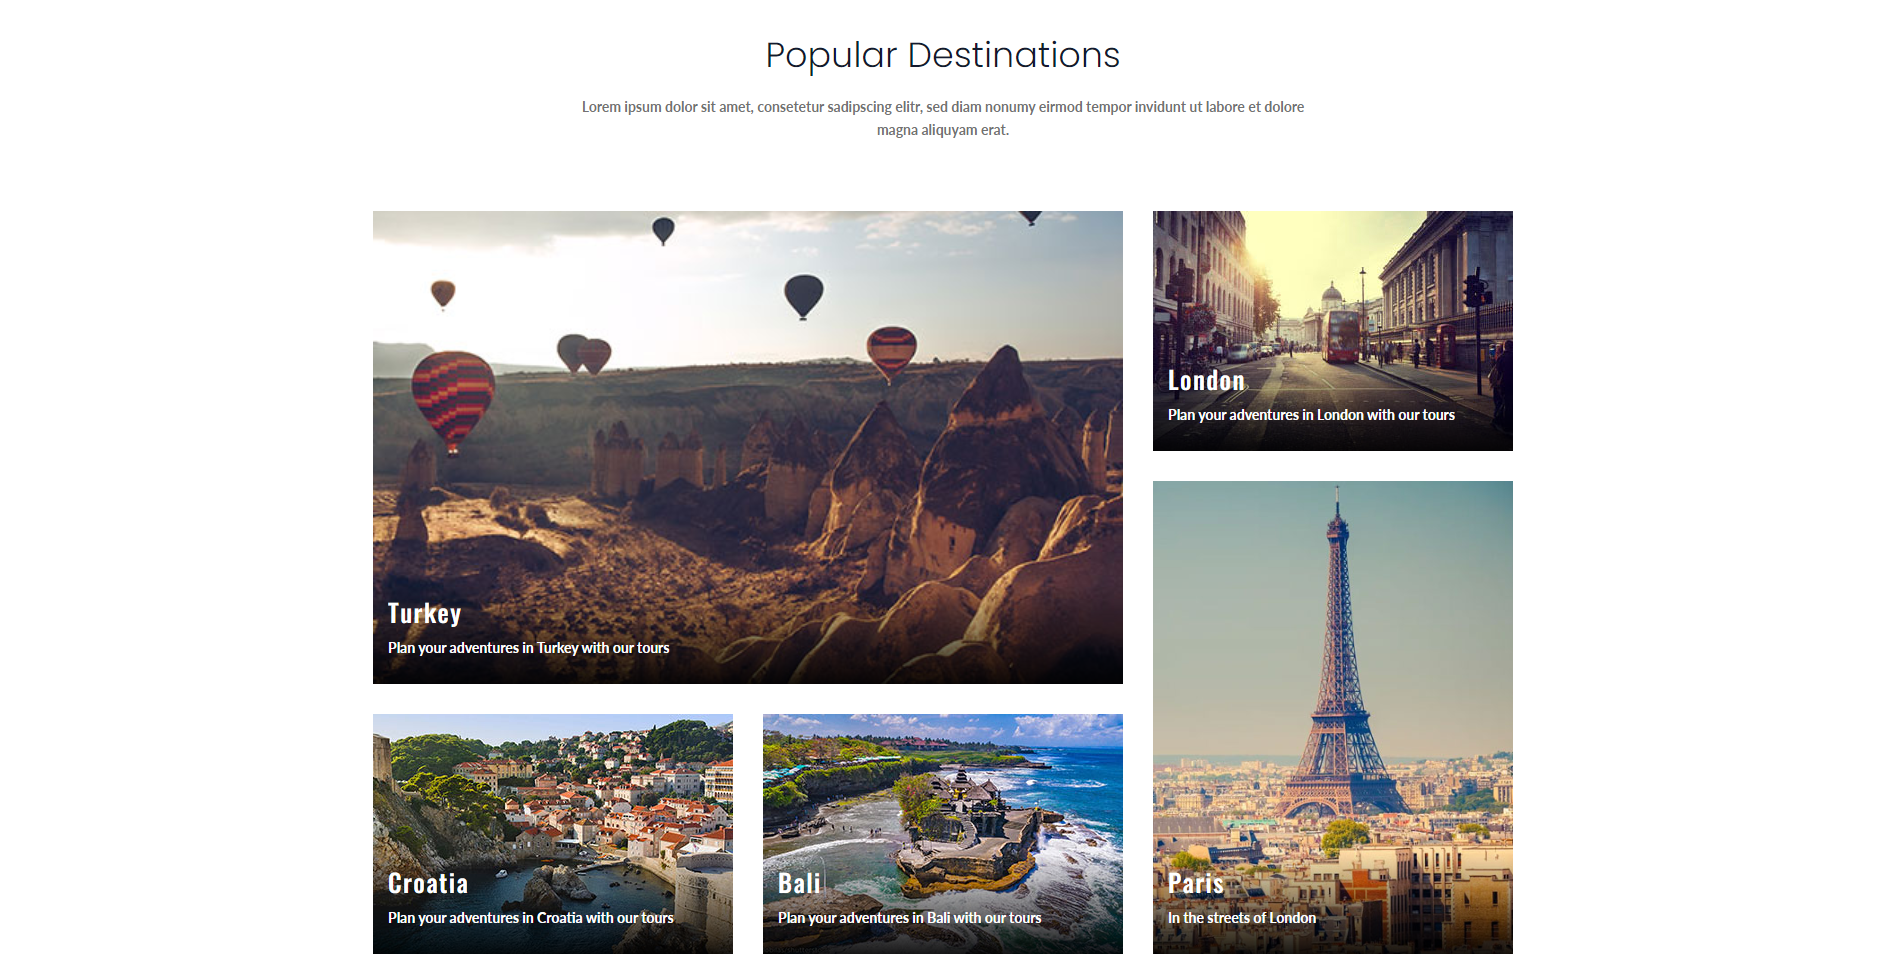 Popular Destinations
Lorem ipsum dolor sit amet, consetetur sadipscing elitr, sed diam nonumy eirmod tempor invidunt ut labore et dolore
magna aliquyam erat.
Turkey
Plan your adventures in Turkey with our tours
London
Plan your adventures in London with our tours
Croatia
Plan your adventures in Croatia with our tours
Bali
Plan your adventures in Bali with our tours
Paris
In the streets of London